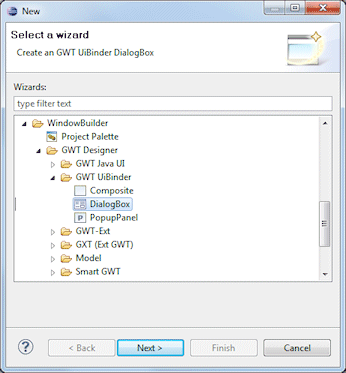 New
Select a wizard
Create an GWT UiBinder DialogBox
Wizards:
type filter text
WindowBuilder
Project Palette
GWT Designer
GWT Java UI
GWT UiBinder
Composite
DialogBox
P PopupPanel
GWT-Ext
GXT (Ext GWT)
Model
Smart GWT
? < Back Next > Finish Cancel